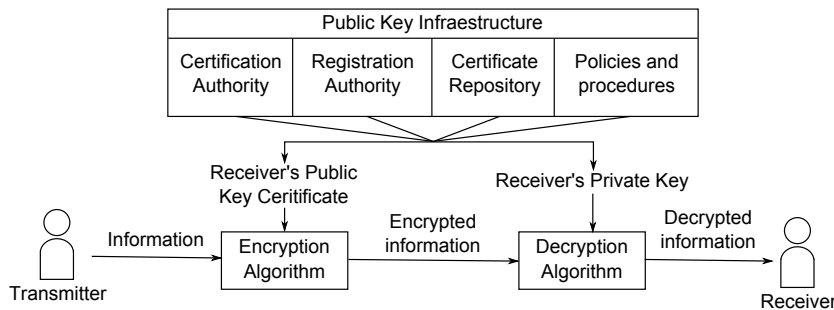 Public Key Infraestructure
Certification
Authority
Registration
Authority
Certificate
Repository
Policies and
procedures
Receiver's Public
Key Ceritificate
Receiver's Private Key
Transmitter
Information
Encryption
Algorithm
Encrypted
information
Decryption
Algorithm
Decrypted
information
Receiver